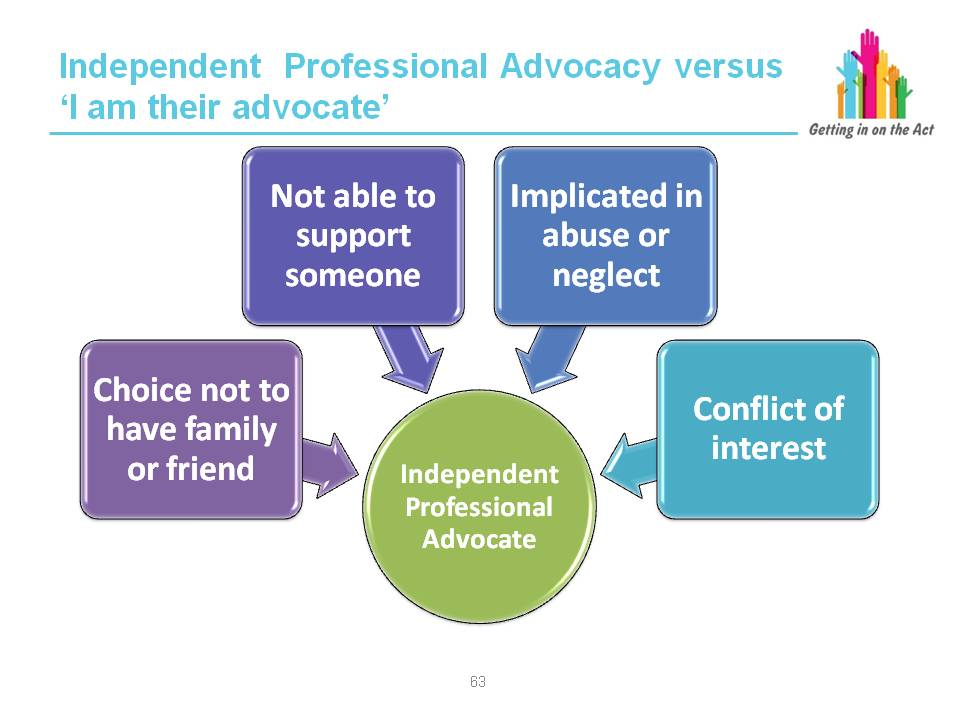 Independent Professional Advocacy versus
‘I am their advocate’
Getting in on the Act
Not able to
support
someone
Implicated in
abuse or
neglect
Choice not to
have family
or friend
Conflict of
interest
Independent
Professional
Advocate
63